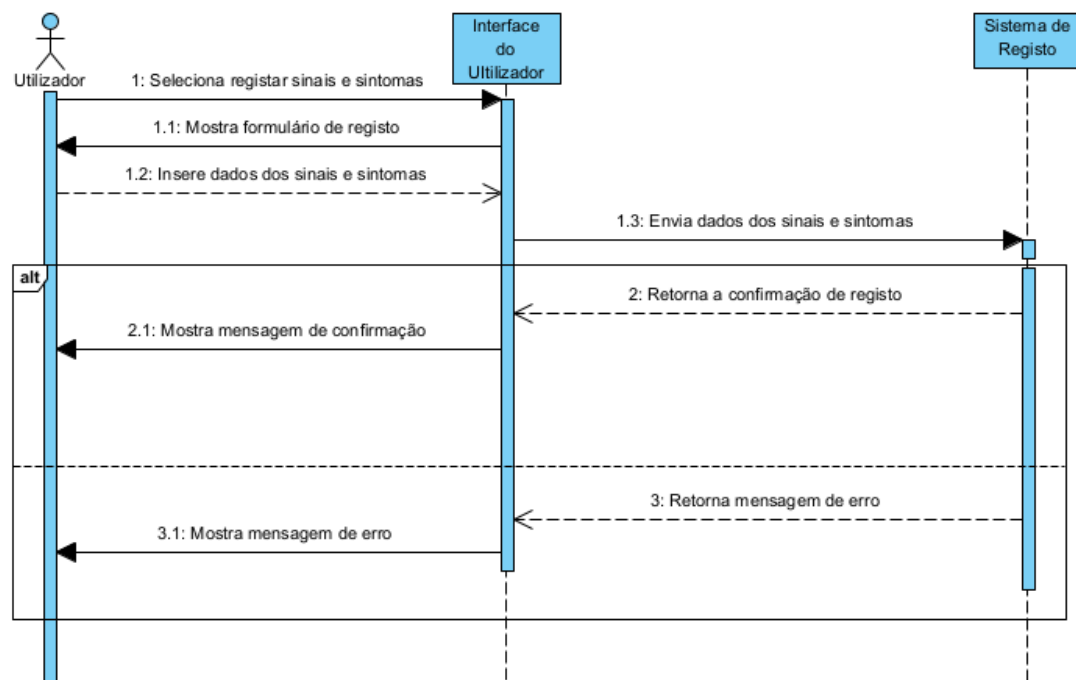 Utilizador
Interface
do
UItilizador
Sistema de
Registo
1: Seleciona registar sinais e sintomas
1.1: Mostra formulário de registo
1.2: Insere dados dos sinais e sintomas
1.3: Envia dados dos sinais e sintomas
alt
2: Retorna a confirmação de registo
2.1: Mostra mensagem de confirmação
3: Retorna mensagem de erro
3.1: Mostra mensagem de erro